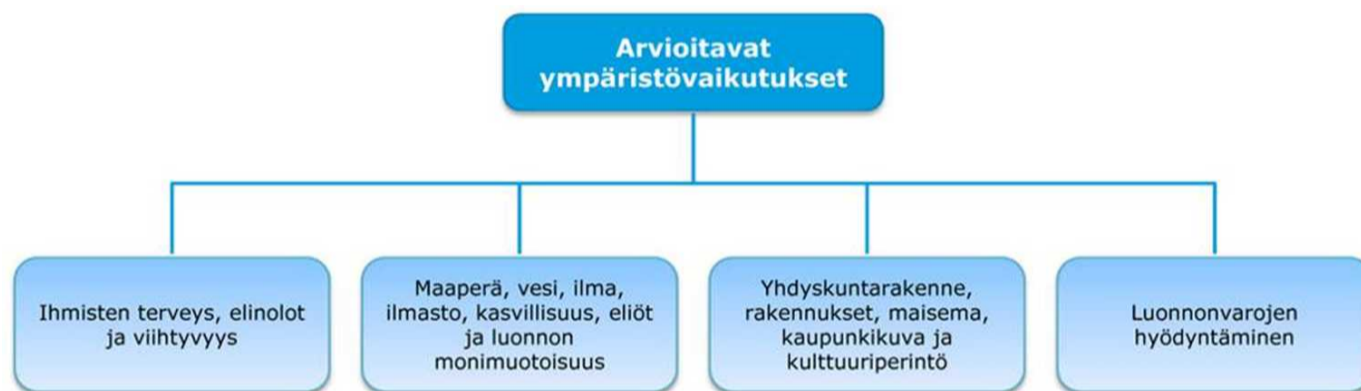 Arvioitavat
ympäristövaikutukset
Ihmisten terveys, elinolot
ja viihtyvyys
Maaperä, vesi, ilma,
ilmasto, kasvillisuus, eliöt
ja luonnon
monimuotoisuus
Yhdyskuntarakenne,
rakennukset, maisema,
kaupunkikuva ja
kulttuuriperintö
Luonnonvarojen
hyödyntäminen